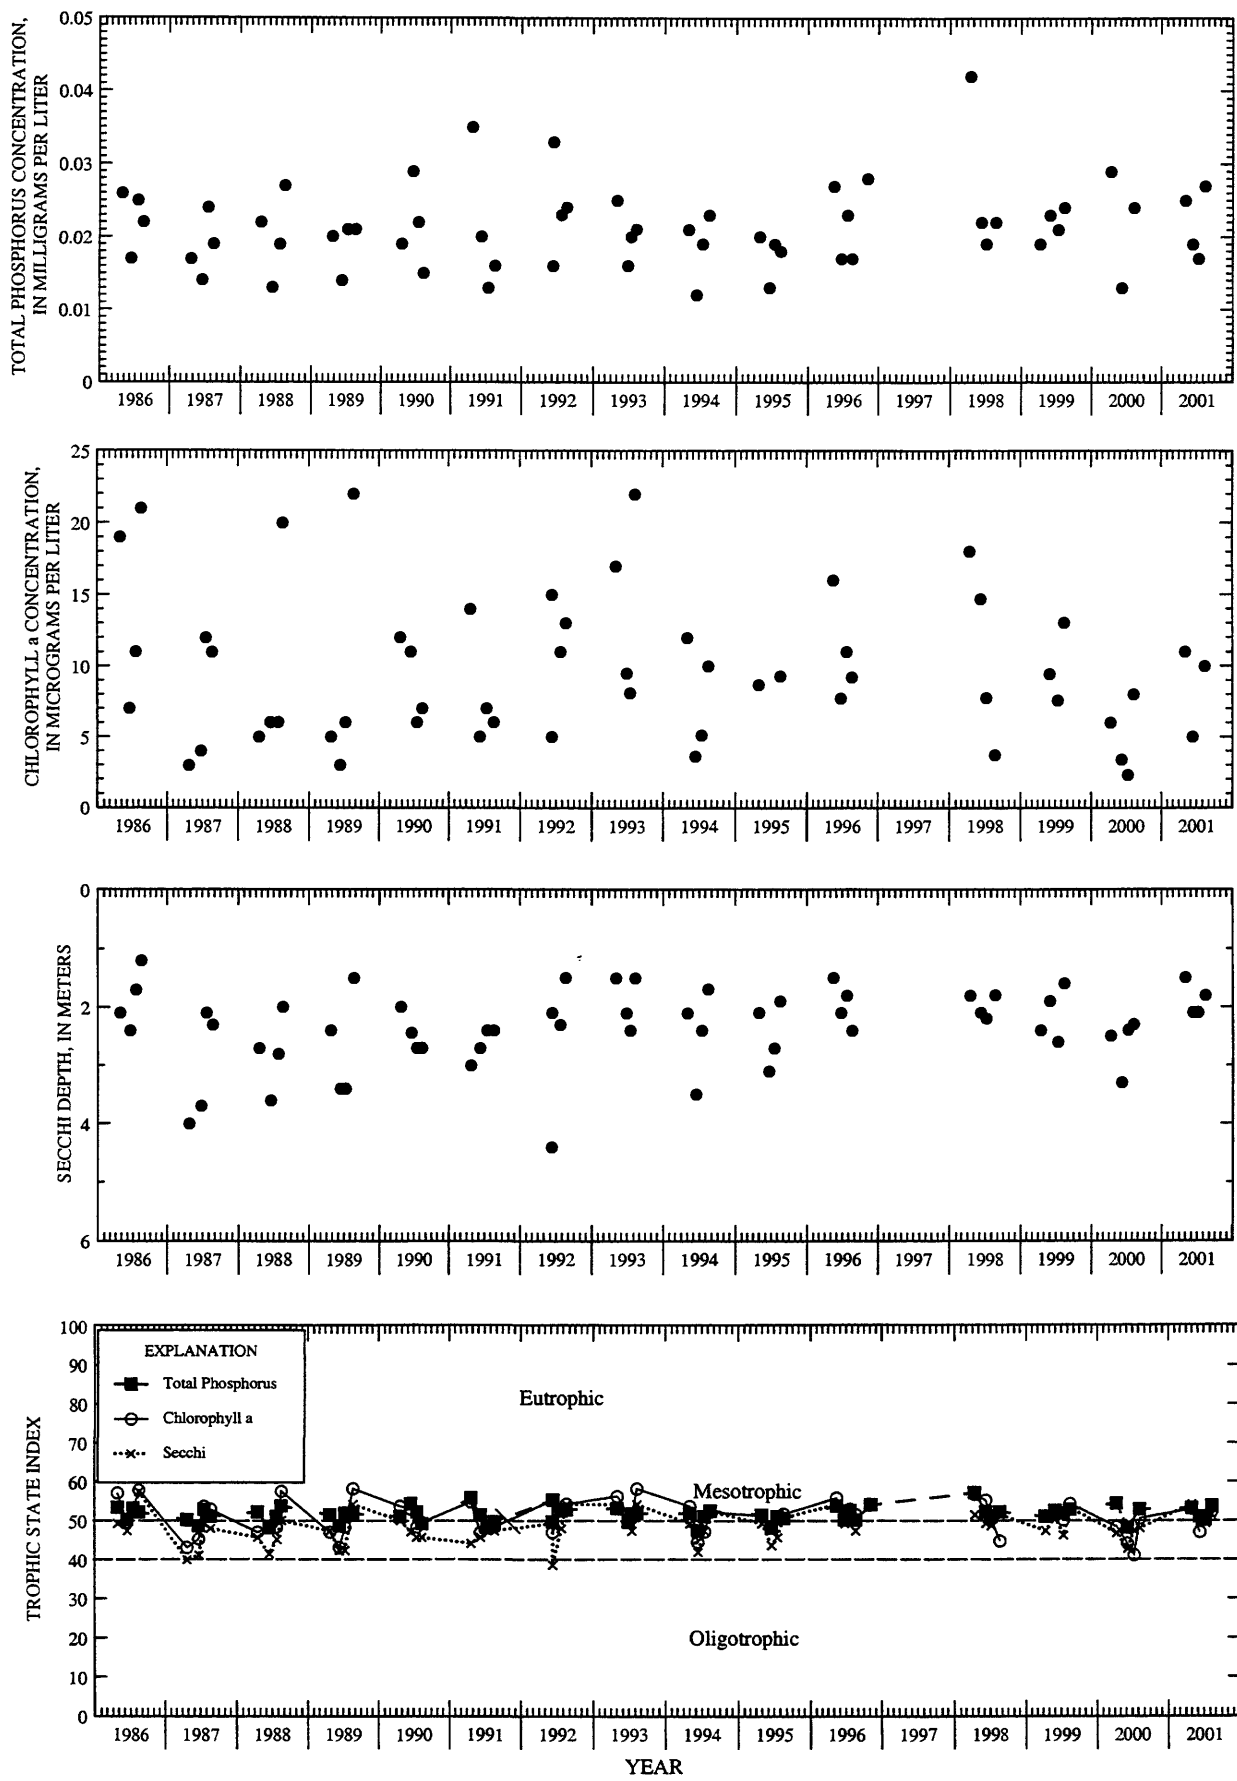 TOTAL PHOSPHORUS CONCENTRATION,
IN MILLIGRAMS PER LITER
0.05
0.04
0.03
0.02
0.01
0
1986 1987 1988 1989 1990 1991 1992 1993 1994 1995 1996 1997 1998 1999 2000 2001
CHLOROPHYLL a CONCENTRATION,
IN MICROGRAMS PER LITER
25
20
15
10
5
0
1986 1987 1988 1989 1990 1991 1992 1993 1994 1995 1996 1997 1998 1999 2000 2001
SECCHI DEPTH, IN METERS
0
2
4
6
1986 1987 1988 1989 1990 1991 1992 1993 1994 1995 1996 1997 1998 1999 2000 2001
TROPHIC STATE INDEX
100
90
80
70
60
50
40
30
20
10
0
EXPLANATION
Total Phosphorus
Chlorophyll a
Secchi
Eutrophic
Mesotrophic
Oligotrophic
1986 1987 1988 1989 1990 1991 1992 1993 1994 1995 1996 1997 1998 1999 2000 2001
YEAR